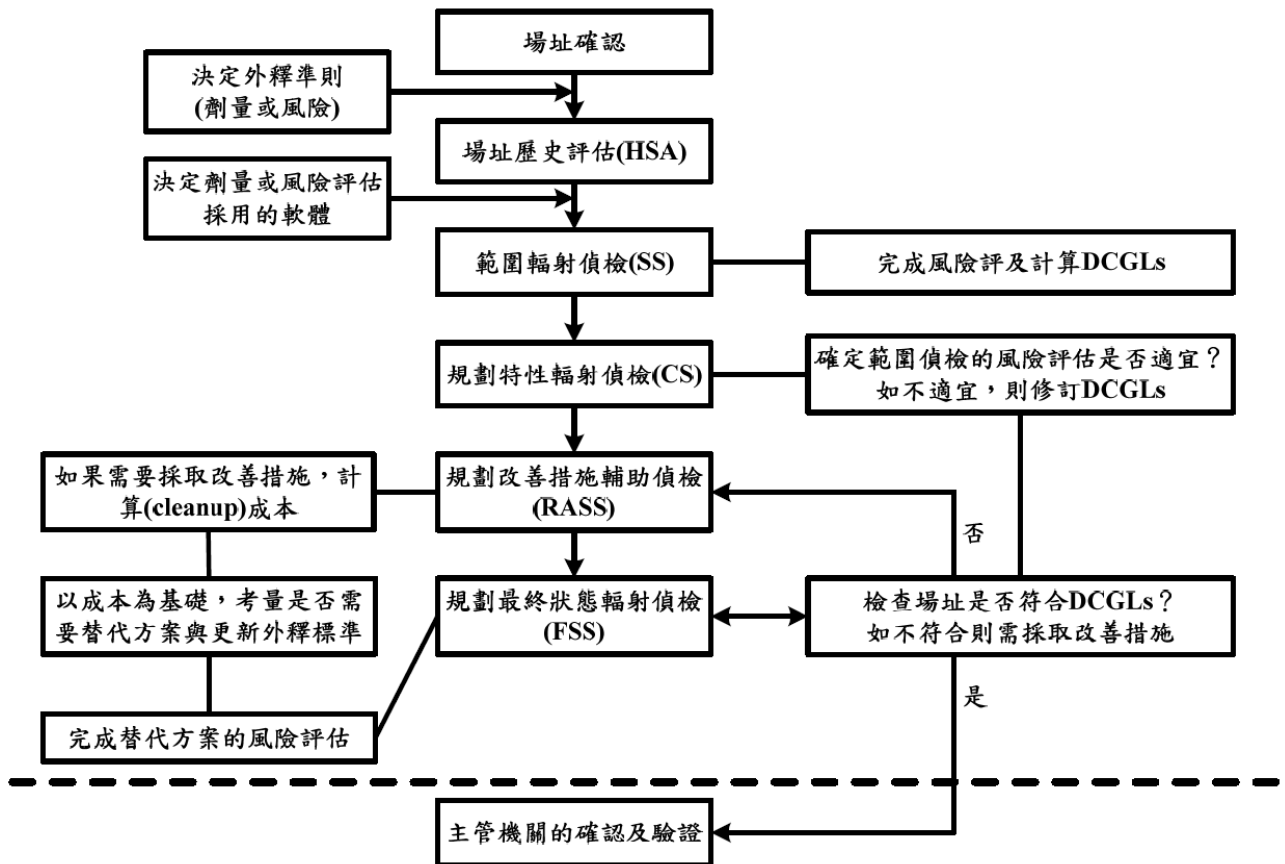 場址確認
決定外釋準則
(劑量或風險)
場址歷史評估(HSA)
決定劑量或風險評估
採用的軟體
範圍輻射偵檢(SS)
完成風險評及計算DCGLs
規劃特性輻射偵檢(CS)
確定範圍偵檢的風險評估是否適宜？
如不適宜，則修訂DCGLs
如果需要採取改善措施，計
算(cleanup)成本
規劃改善措施輔助偵檢
(RASS)
否
以成本為基礎，考量是否需
要替代方案與更新外釋標準
規劃最終狀態輻射偵檢
(FSS)
檢查場址是否符合DCGLs？
如不符合則需採取改善措施
是
完成替代方案的風險評估
主管機關的確認及驗證